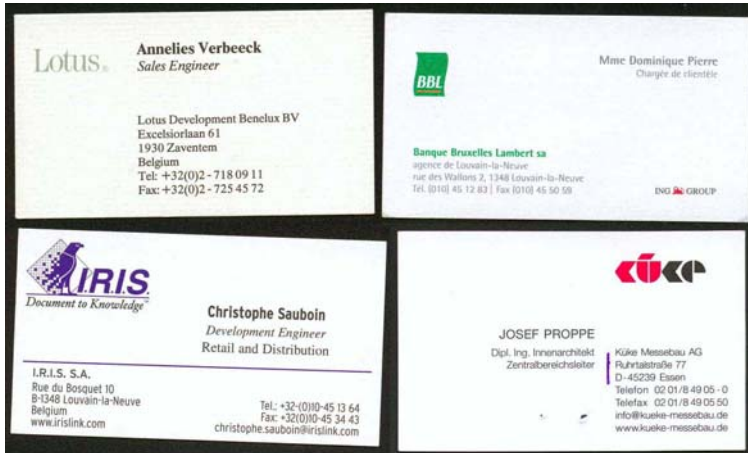 Lotus®
Annelies Verbeeck
Sales Engineer
Lotus Development Benelux BV
Excelsiorlaan 61
1930 Zaventem
Belgium
Tel: +32(0)2 - 718 09 11
Fax: +32(0)2 - 725 45 72
BBL
Mme Dominique Pierre
Chargée de clientèle
Banque Bruxelles Lambert sa
agence de Louvain-la-Neuve
rue des Wallons 2, 1348 Louvain-la-Neuve
Tél. (010) 45 12 83 | Fax (010) 45 50 59
ING GROUP
I.R.I.S.
Document to Knowledge™
Christophe Sauboin
Development Engineer
Retail and Distribution
I.R.I.S. S.A.
Rue du Bosquet 10
B-1348 Louvain-la-Neuve
Belgium
www.irislink.com
Tel.: +32-(0)10-45 13 64
Fax: +32(0)10-45 34 43
christophe.sauboin@irislink.com
küke
JOSEF PROPPE
Dipl. Ing. Innenarchitekt
Zentralbereichsleiter
Küke Messebau AG
Ruhrtalstraße 77
D-45239 Essen
Telefon 02 01/8 49 05 - 0
Telefax 02 01/8 49 05 50
info@kueke-messebau.de
www.kueke-messebau.de